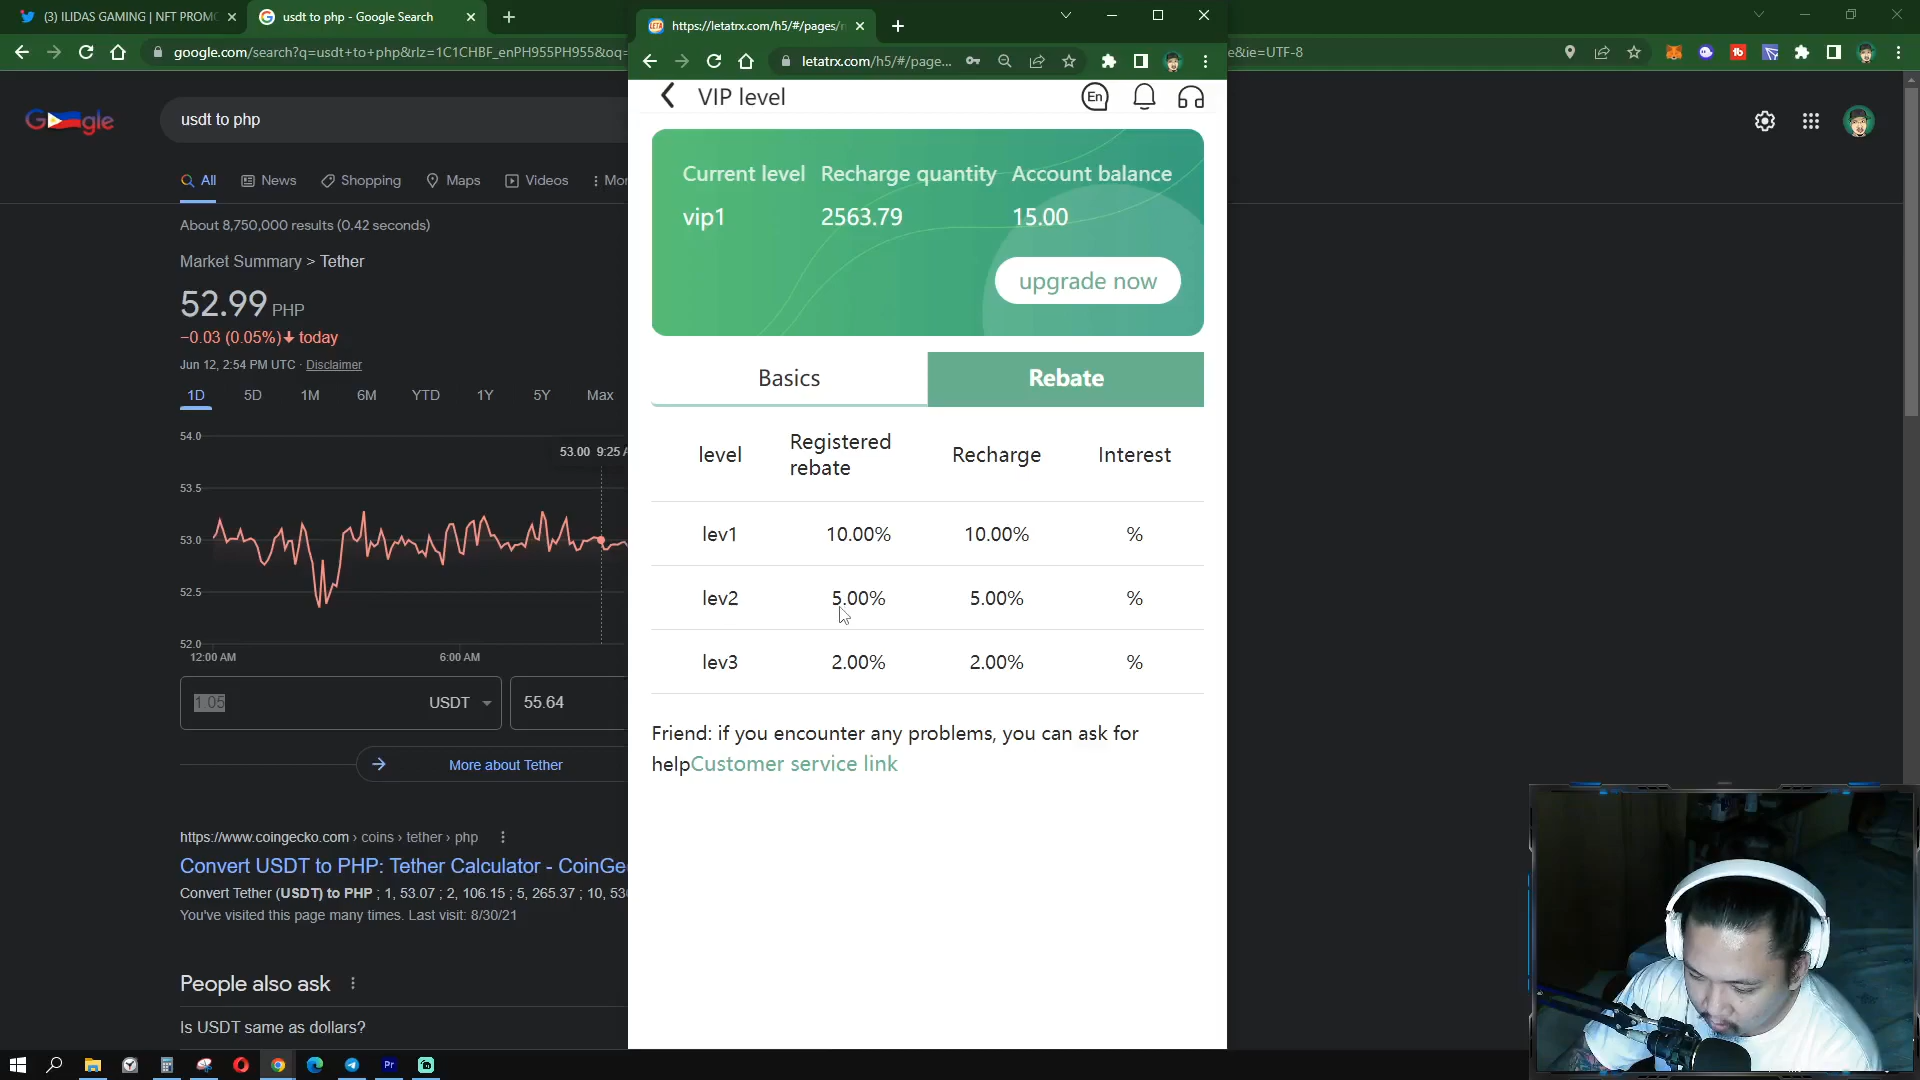 (3) ILIDAS GAMING | NFT PROMO
usdt to php - Google Search
google.com/search?q=usdt+to+php&rlz=1C1CHBF_enPH955PH955&oq=
e&ie=UTF-8
https://letatrx.com/h5/#/pages/
letatrx.com/h5/#/page...
usdt to php
All
News
Shopping
Maps
Videos
About 8,750,000 results (0.42 seconds)
Market Summary > Tether
52.99 PHP
−0.03 (0.05%) today
Jun 12, 2:54 PM UTC · Disclaimer
1D 5D 1M 6M YTD 1Y 5Y Max
54.0
53.00 9:25
53.5
53.0
52.5
52.0
12:00 AM
6:00 AM
1 05 USDT
55.64
More about Tether
https://www.coingecko.com › coins › tether › php
Convert USDT to PHP: Tether Calculator - CoinGe
Convert Tether (USDT) to PHP ; 1, 53.07 ; 2, 106.15 ; 5, 265.37 ; 10, 530
You've visited this page many times. Last visit: 8/30/21
People also ask
Is USDT same as dollars?
VIP level
En
Current level Recharge quantity Account balance
vip1 2563.79 15.00
upgrade now
Basics Rebate
level Registered rebate Recharge Interest
lev1 10.00% 10.00% %
lev2 5.00% 5.00% %
lev3 2.00% 2.00% %
Friend: if you encounter any problems, you can ask for
helpCustomer service link
Pr